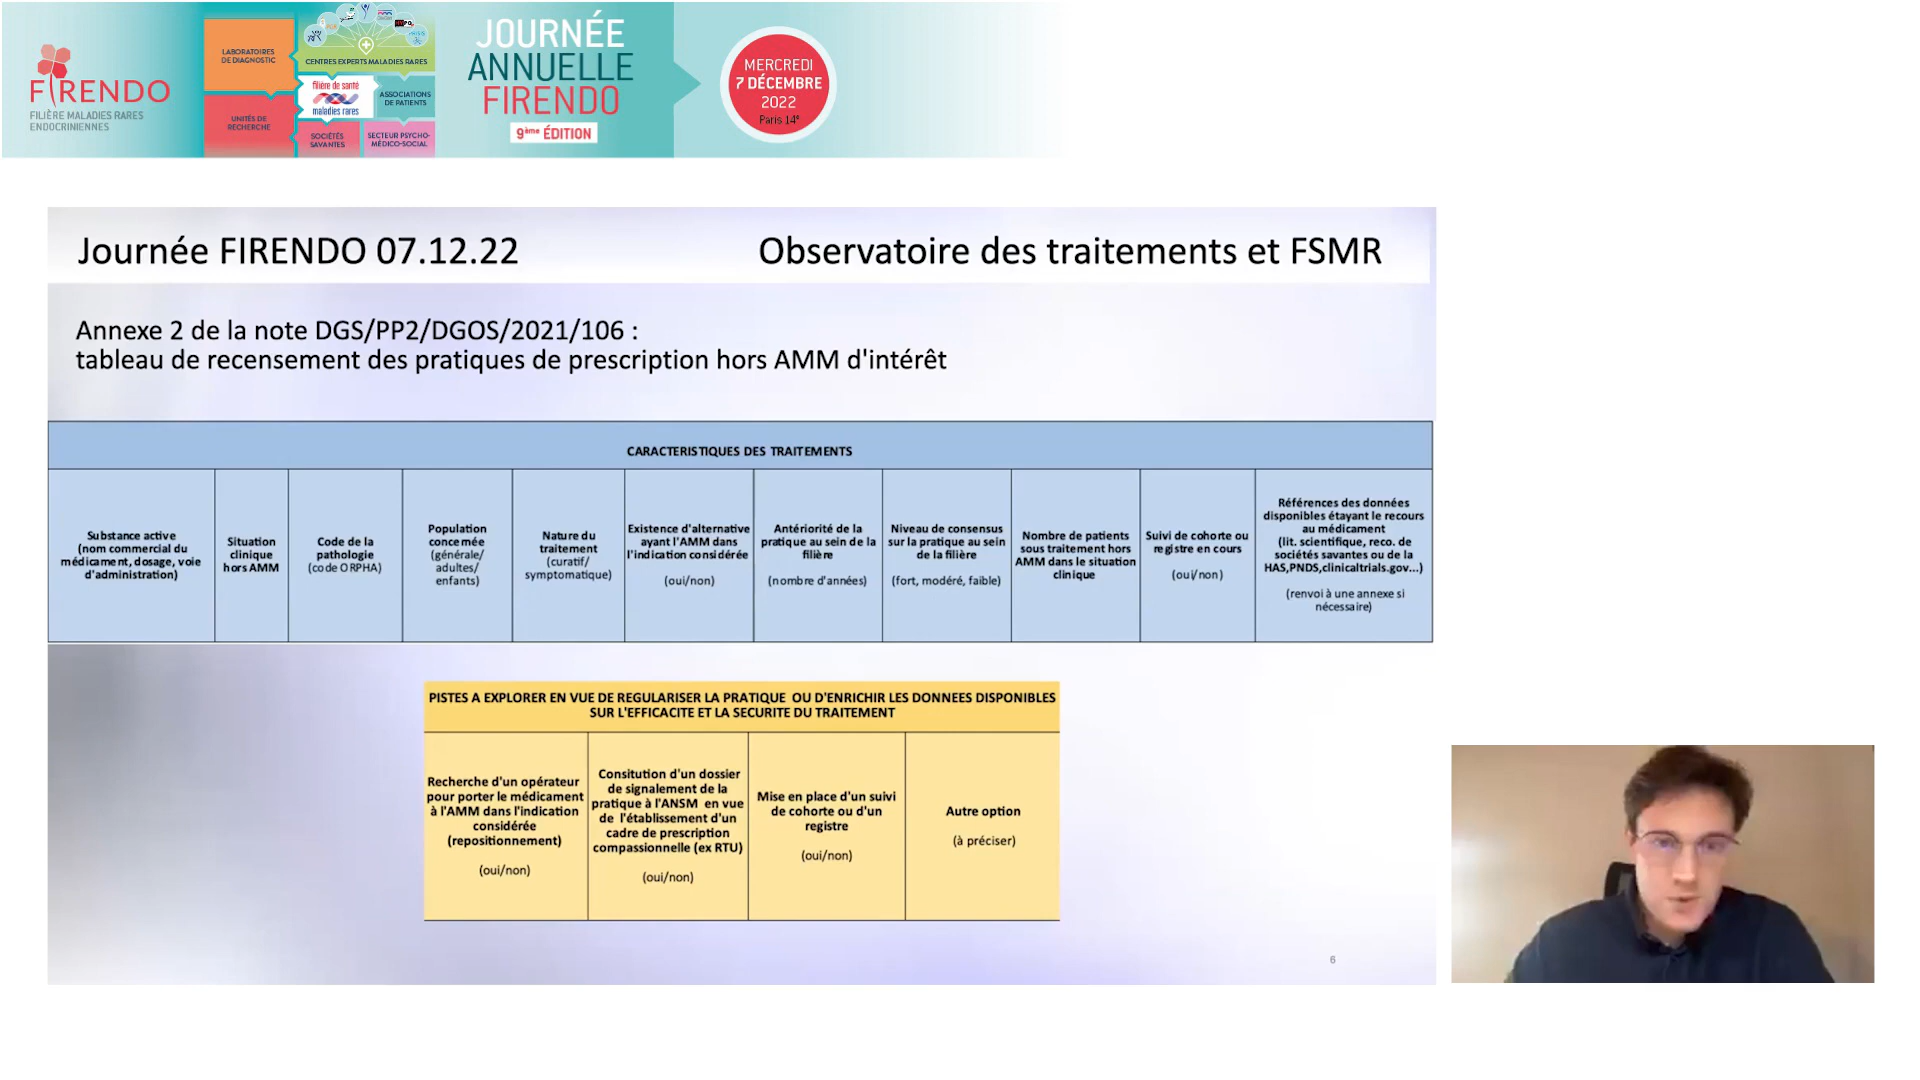 FIRENDO
FILIÈRE MALADIES RARES
ENDOCRINIENNES
LABORATOIRES
DE DIAGNOSTIC
UNITÉS DE
RECHERCHE
CENTRES EXPERTS MALADIES RARES
filière de santé
maladies rares
ASSOCIATIONS
DE PATIENTS
SOCIÉTÉS
SAVANTES
SECTEUR PSYCHO-
MÉDICO-SOCIAL
JOURNÉE
ANNUELLE
FIRENDO
9ème ÉDITION
MERCREDI
7 DÉCEMBRE
2022
Paris 14e
Journée FIRENDO 07.12.22
Observatoire des traitements et FSMR
Annexe 2 de la note DGS/PP2/DGOS/2021/106 :
tableau de recensement des pratiques de prescription hors AMM d'intérêt
CARACTERISTIQUES DES TRAITEMENTS
Substance active
(nom commercial du
médicament, dosage, voie
d'administration)
Situation
clinique
hors AMM
Code de la
pathologie
(code ORPHA)
Population
concernée
(générale/
adultes/
enfants)
Nature du
traitement
(curatif/
symptomatique)
Existence d'alternative
ayant l'AMM dans
l'indication considérée
(oui/non)
Antériorité de la
pratique au sein de la
filière
(nombre d'années)
Niveau de consensus
sur la pratique au sein
de la filière
(fort, modéré, faible)
Nombre de patients
sous traitement hors
AMM dans le situation
clinique
Suivi de cohorte ou
registre en cours
(oui/non)
Références des données
disponibles étayant le recours
au médicament
(lit. scientifique, reco. de
sociétés savantes ou de la
HAS,PNDS,clinicaltrials.gov...)
(renvoi à une annexe si
nécessaire)
PISTES A EXPLORER EN VUE DE REGULARISER LA PRATIQUE OU D'ENRICHIR LES DONNEES DISPONIBLES
SUR L'EFFICACITE ET LA SECURITE DU TRAITEMENT
Recherche d'un opérateur
pour porter le médicament
à l'AMM dans l'indication
considérée
(repositionnement)
(oui/non)
Consitution d'un dossier
de signalement de la
pratique à l'ANSM en vue
de l'établissement d'un
cadre de prescription
compassionnelle (ex RTU)
(oui/non)
Mise en place d'un suivi
de cohorte ou d'un
registre
(oui/non)
Autre option
(à préciser)
6